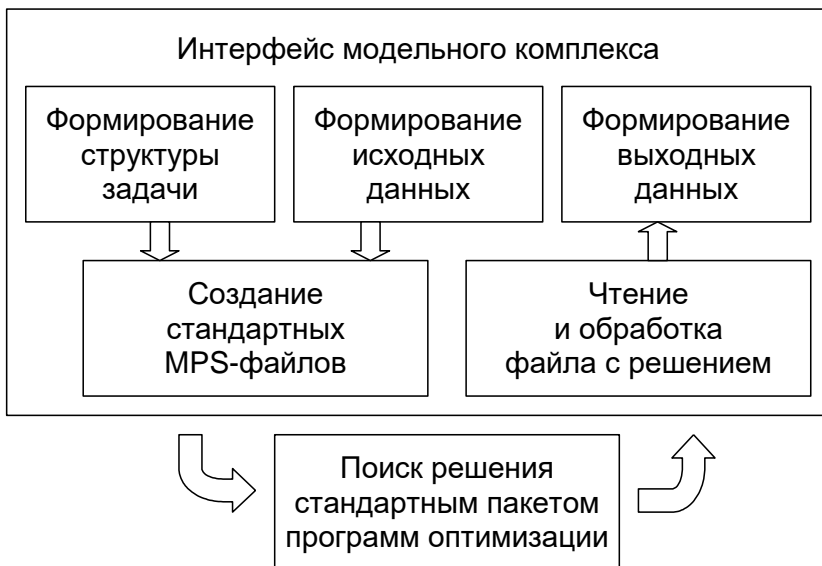 Интерфейс модельного комплекса
Формирование
структуры
задачи
Формирование
исходных
данных
Формирование
выходных
данных
Создание
стандартных
MPS-файлов
Чтение
и обработка
файла с решением
Поиск решения
стандартным пакетом
программ оптимизации